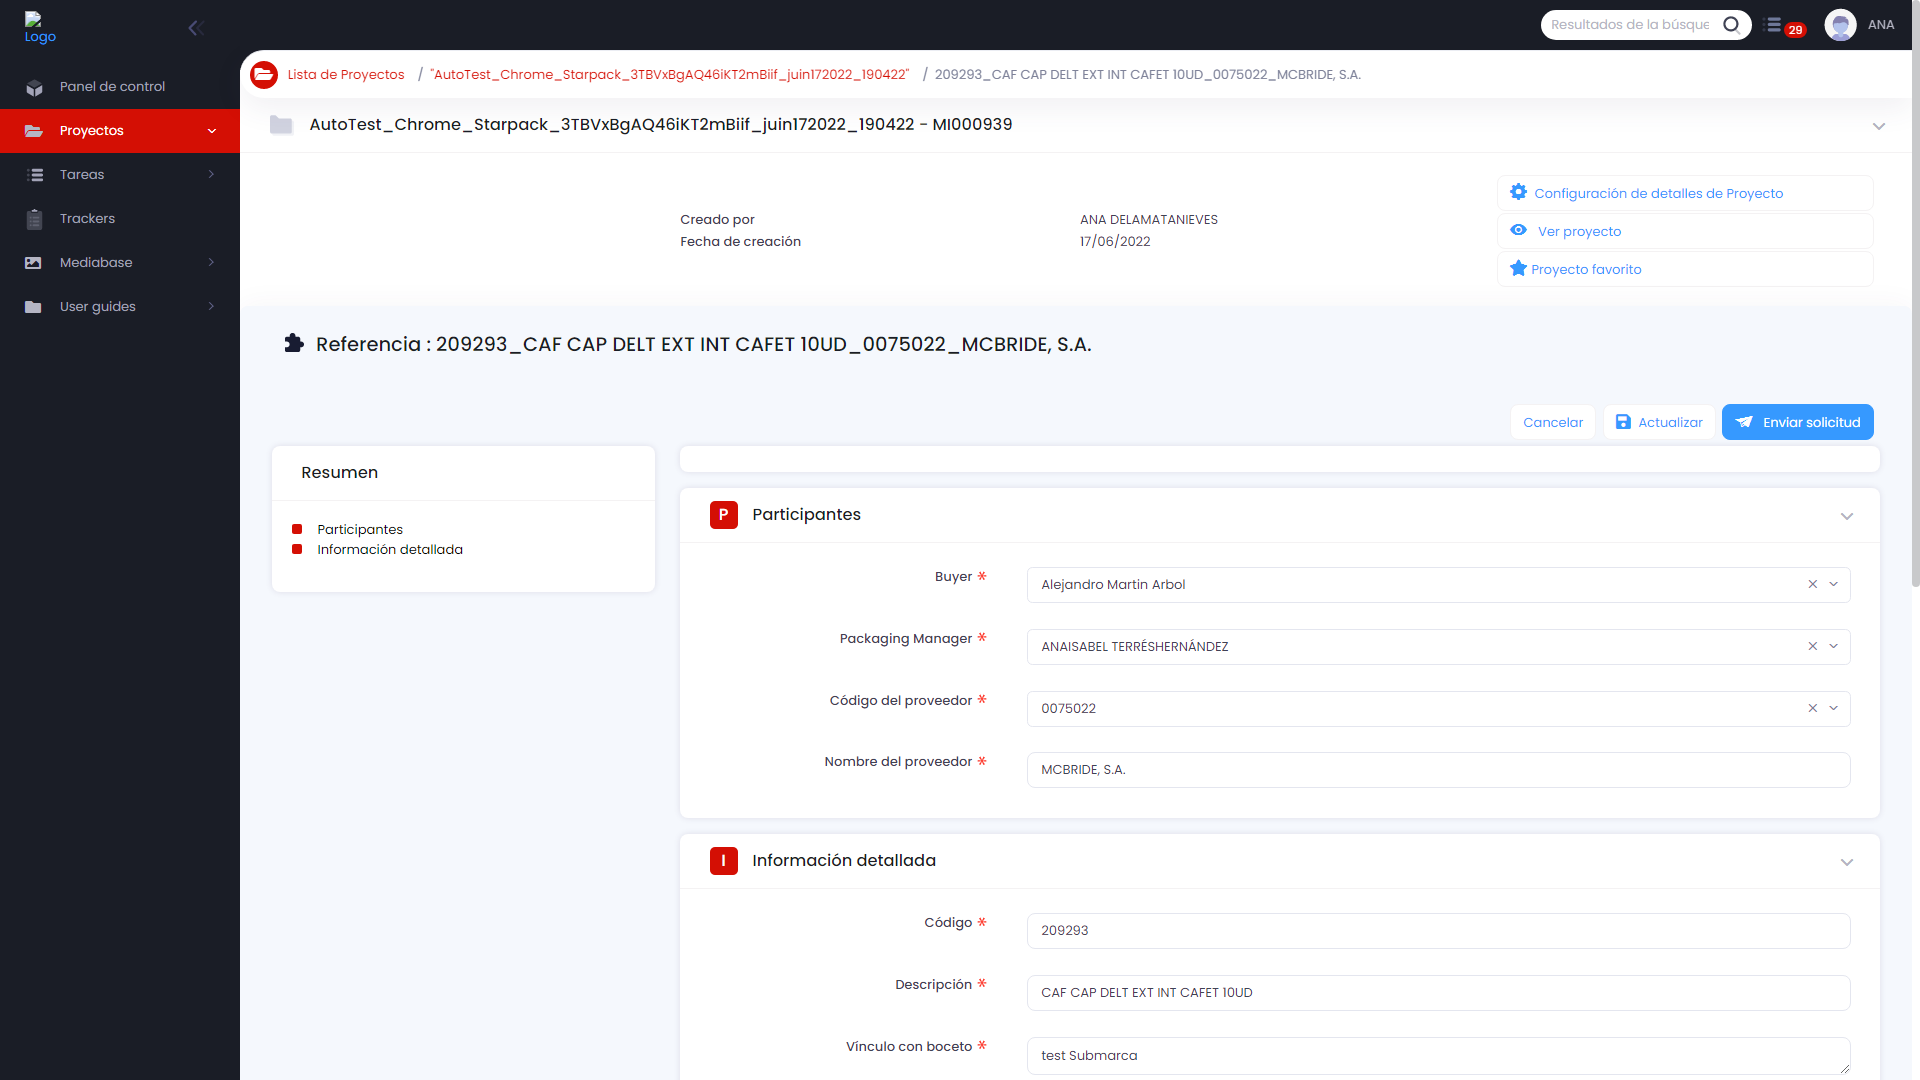 Logo
Resultados de la búsque
29
ANA
Panel de control
Proyectos
Tareas
Trackers
Mediabase
User guides
Lista de Proyectos / "AutoTest_Chrome_Starpack_3TBVxBgAQ46iKT2mBiif_juin172022_190422" / 209293_CAF CAP DELT EXT INT CAFET 10UD_0075022_MCBRIDE, S.A.
AutoTest_Chrome_Starpack_3TBVxBgAQ46iKT2mBiif_juin172022_190422 - MI000939
Creado por ANA DELAMATANIEVES
Fecha de creación 17/06/2022
Configuración de detalles de Proyecto
Ver proyecto
Proyecto favorito
Referencia : 209293_CAF CAP DELT EXT INT CAFET 10UD_0075022_MCBRIDE, S.A.
Cancelar
Actualizar
Enviar solicitud
Resumen
Participantes
Información detallada
P Participantes
Buyer * Alejandro Martin Arbol
Packaging Manager * ANAISABEL TERRÉSHERNÁNDEZ
Código del proveedor * 0075022
Nombre del proveedor * MCBRIDE, S.A.
I Información detallada
Código * 209293
Descripción * CAF CAP DELT EXT INT CAFET 10UD
Vínculo con boceto * test Submarca